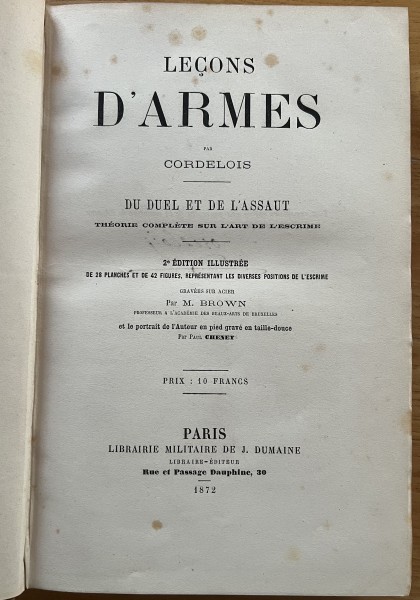 LEÇONS
D'ARMES
PAR
CORDELOIS
DU DUEL ET DE L'ASSAUT
THÉORIE COMPLÈTE SUR L'ART DE L'ESCRIME
2e ÉDITION ILLUSTRÉE
DE 28 PLANCHES ET DE 42 FIGURES, REPRÉSENTANT LES DIVERSES POSITIONS DE L'ESCRIME
GRAVÉES SUR ACIER
Par M. BROWN
PROFESSEUR A L'ACADÉMIE DES BEAUX-ARTS DE BRUXELLES
et le portrait de l'Auteur en pied gravé en taille-douce
Par Paul CHENET
PRIX : 10 FRANCS
PARIS
LIBRAIRIE MILITAIRE DE J. DUMAINE
LIBRAIRE-ÉDITEUR
Rue et Passage Dauphine, 30
1872